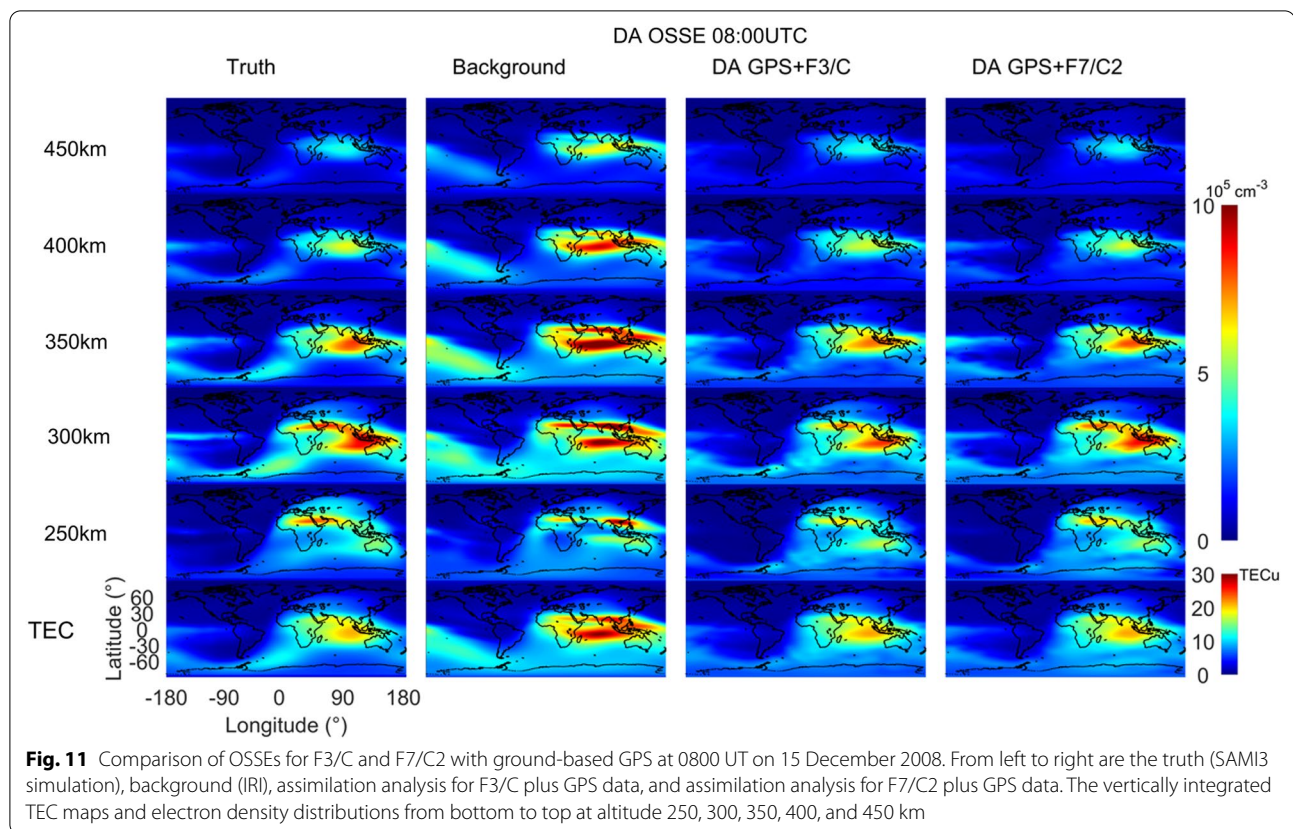 DA OSSE 08:00UTC
Truth Background DA GPS+F3/C DA GPS+F7/C2
450km
400km
350km
300km
250km
TEC
10⁵ cm⁻³
10
5
0
TECu
30
20
10
0
Latitude (°)
60
30
0
-30
-60
-180 -90 0 90 180
Longitude (°)
Fig. 11 Comparison of OSSEs for F3/C and F7/C2 with ground-based GPS at 0800 UT on 15 December 2008. From left to right are the truth (SAMI3
simulation), background (IRI), assimilation analysis for F3/C plus GPS data, and assimilation analysis for F7/C2 plus GPS data. The vertically integrated
TEC maps and electron density distributions from bottom to top at altitude 250, 300, 350, 400, and 450 km